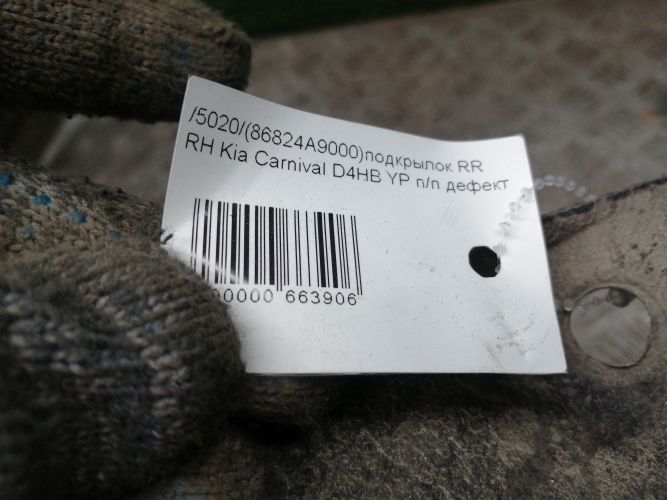 /5020/(86824A9000)подкрылок RR
RH Kia Carnival D4HB YP п/п дефект
00000 663906